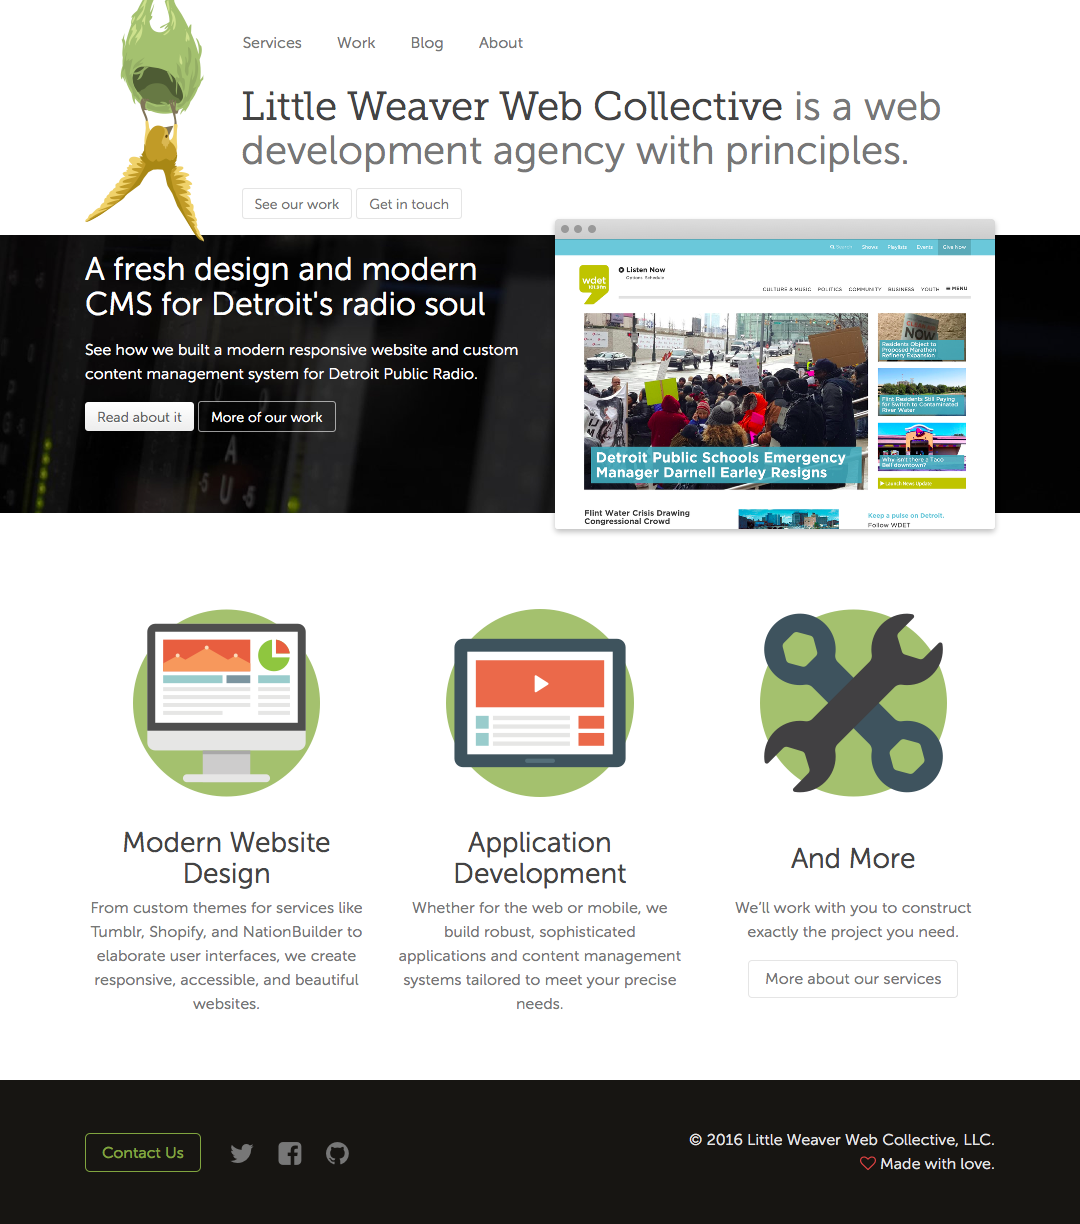 Services Work Blog About
Little Weaver Web Collective is a web
development agency with principles.
See our work Get in touch
A fresh design and modern
CMS for Detroit's radio soul
See how we built a modern responsive website and custom
content management system for Detroit Public Radio.
Read about it More of our work
Shows Playlists Events Give Now
wdet
101.9fm
Listen Now
Options Schedule
CULTURE & MUSIC POLITICS COMMUNITY BUSINESS YOUTH ≡ MENU
NOW
Residents Object to
Proposed Marathon
Refinery Expansion
Flint Residents Still Paying
for Switch to Contaminated
River Water
Why isn't there a Taco
Bell downtown?
Launch News Update
Detroit Public Schools Emergency
Manager Darnell Earley Resigns
Flint Water Crisis Drawing
Congressional Crowd
Keep a pulse on Detroit.
Follow WDET
Modern Website
Design
From custom themes for services like
Tumblr, Shopify, and NationBuilder to
elaborate user interfaces, we create
responsive, accessible, and beautiful
websites.
Application
Development
Whether for the web or mobile, we
build robust, sophisticated
applications and content management
systems tailored to meet your precise
needs.
And More
We’ll work with you to construct
exactly the project you need.
More about our services
Contact Us
© 2016 Little Weaver Web Collective, LLC.
Made with love.